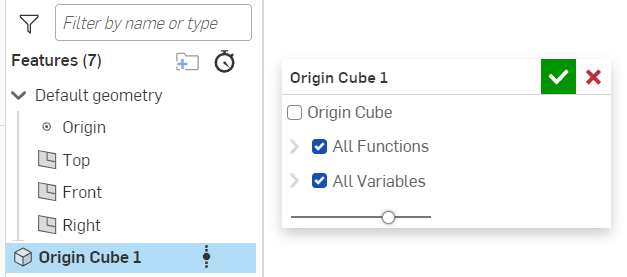 Filter by name or type
Features (7)
Default geometry
Origin
Top
Front
Right
Origin Cube 1
Origin Cube 1
Origin Cube
All Functions
All Variables